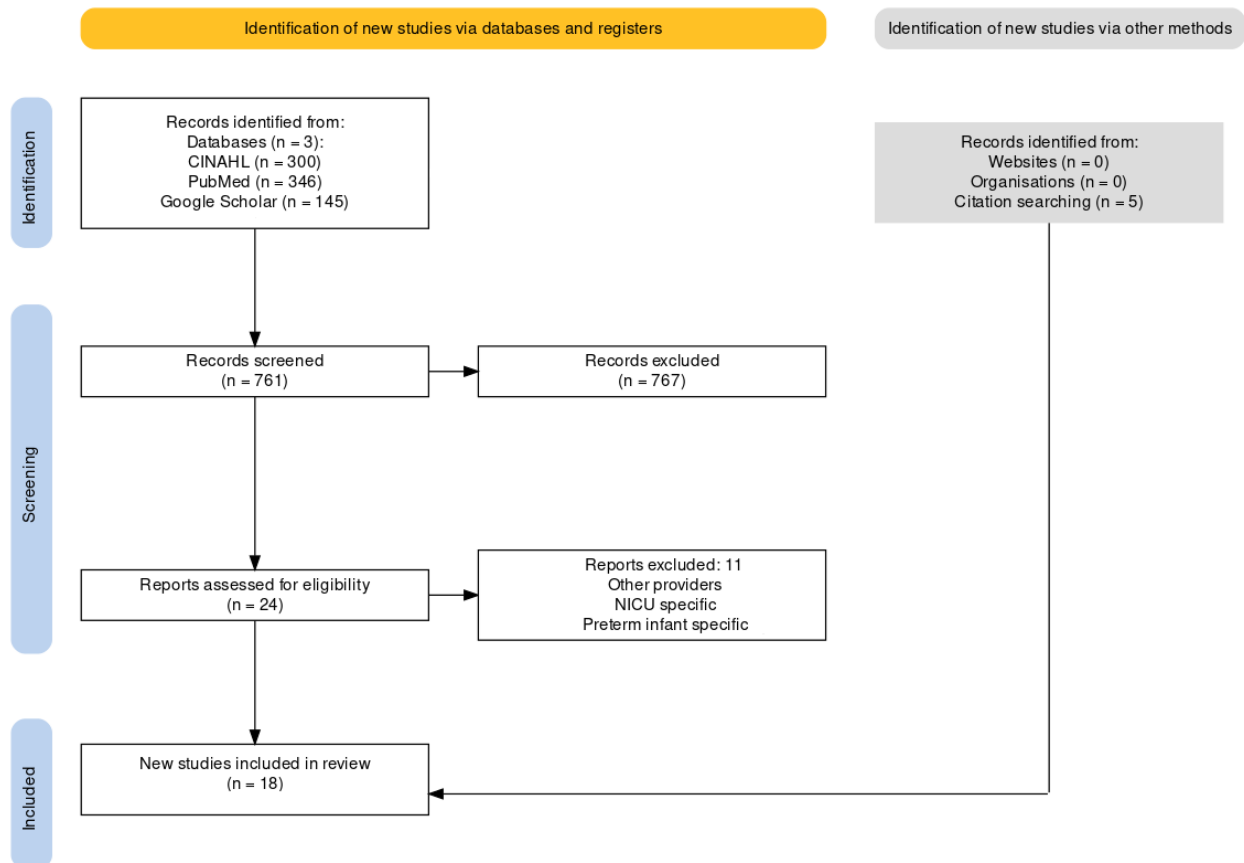 Identification of new studies via databases and registers
Identification of new studies via other methods
Identification
Records identified from:
Databases (n = 3):
CINAHL (n = 300)
PubMed (n = 346)
Google Scholar (n = 145)
Records identified from:
Websites (n = 0)
Organisations (n = 0)
Citation searching (n = 5)
Screening
Records screened
(n = 761)
Records excluded
(n = 767)
Reports assessed for eligibility
(n = 24)
Reports excluded: 11
Other providers
NICU specific
Preterm infant specific
Included
New studies included in review
(n = 18)